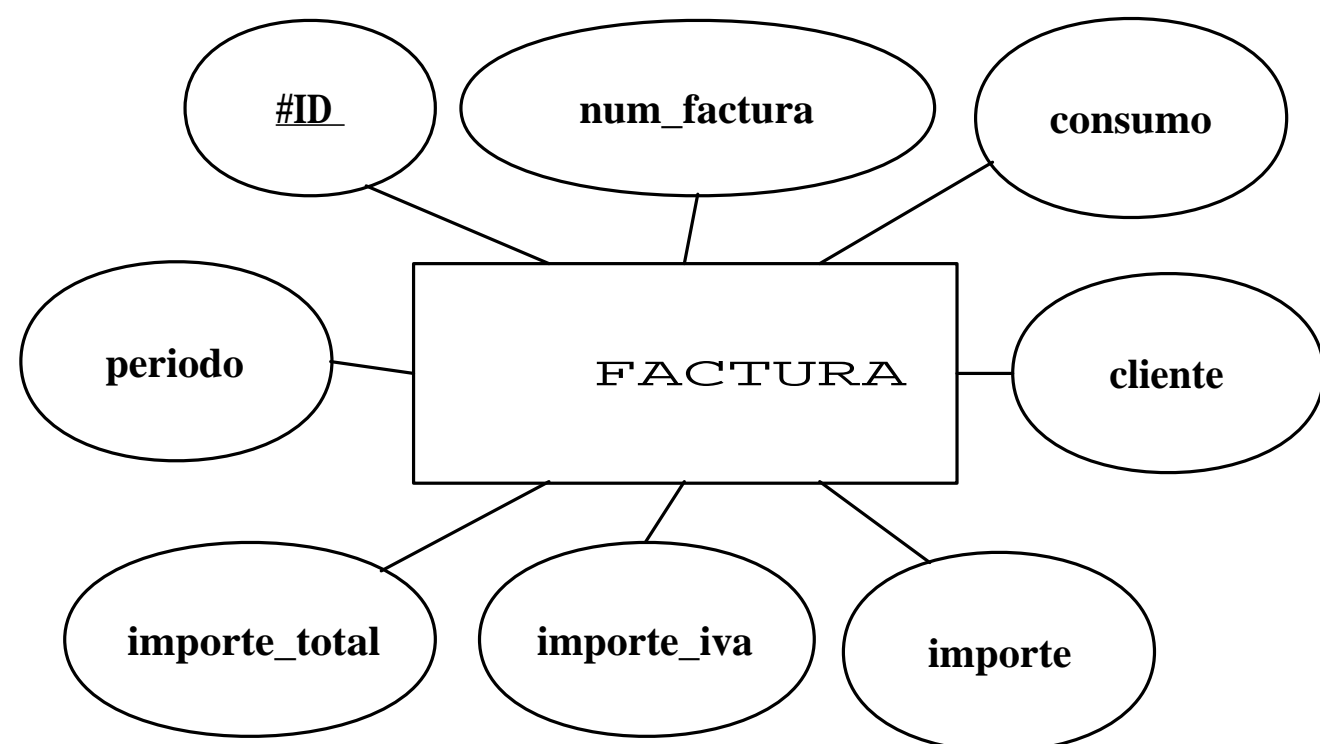 #ID
num_factura
consumo
periodo
FACTURA
cliente
importe_total
importe_iva
importe